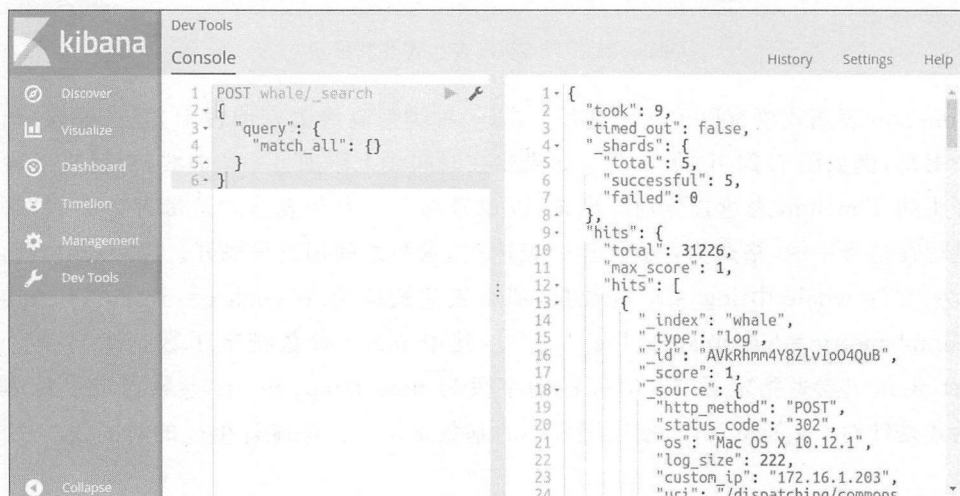 kibana
Discover
Visualize
Dashboard
Timelion
Management
Dev Tools
Collapse
Dev Tools
Console
History Settings Help
1 POST whale/_search
2 {
3 "query": {
4 "match_all": {}
5 }
6 }
1 {
2 "took": 9,
3 "timed_out": false,
4 "_shards": {
5 "total": 5,
6 "successful": 5,
7 "failed": 0
8 },
9 "hits": {
10 "total": 31226,
11 "max_score": 1,
12 "hits": [
13 {
14 "_index": "whale",
15 "_type": "log",
16 "_id": "AVkRhmm4Y8ZlvIoO4QuB",
17 "_score": 1,
18 "_source": {
19 "http_method": "POST",
20 "status_code": "302",
21 "os": "Mac OS X 10.12.1",
22 "log_size": 222,
23 "custom_ip": "172.16.1.203",
24 "uri": "/dispatching/commons